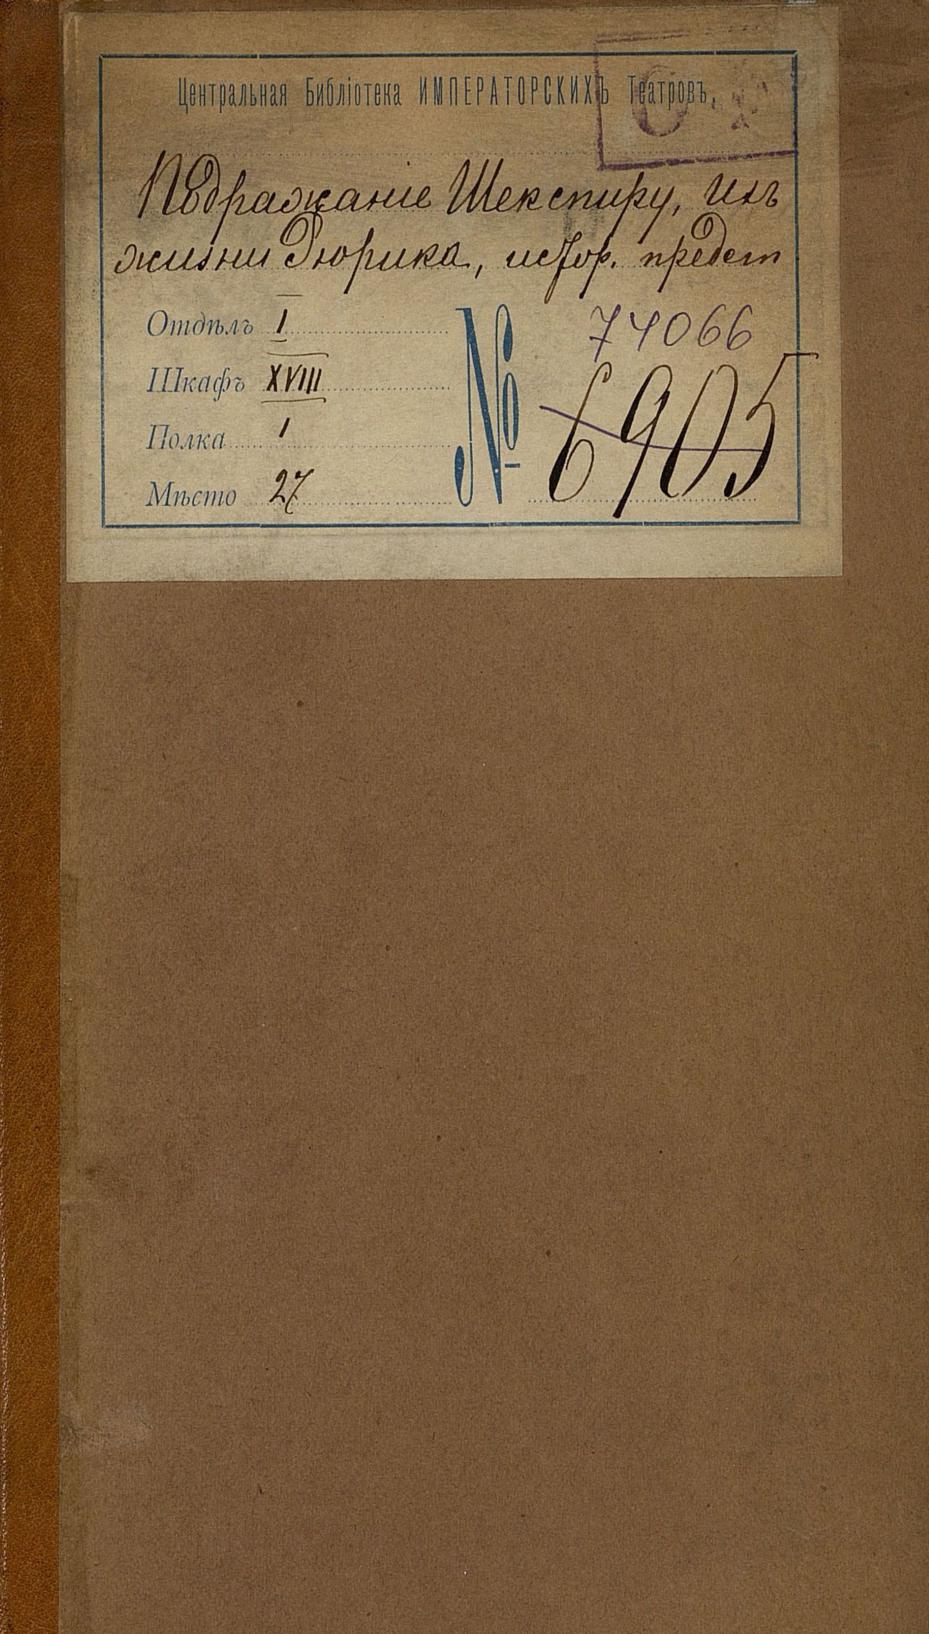 Центральная Библіотека ИМПЕРАТОРСКИХЪ Театровъ.
Подражаніе Шекспиру, изъ
жизни Рюрика, истор. предст
Отдѣлъ I
Шкафъ XVIII
Полка 1
Мѣсто 27
№ 74066
6905